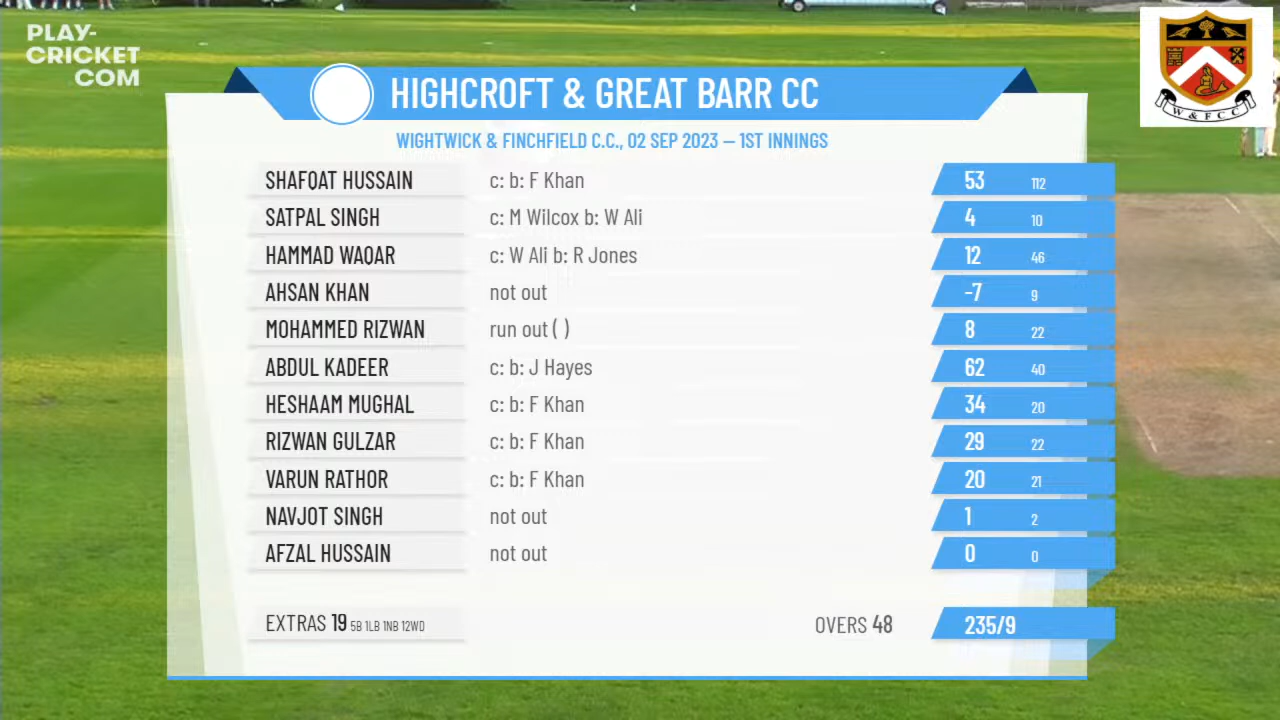 PLAY-
CRICKET
COM
W & F C C
HIGHCROFT & GREAT BARR CC
WIGHTWICK & FINCHFIELD C.C., 02 SEP 2023 – 1ST INNINGS
SHAFQAT HUSSAIN c: b: F Khan 53 112
SATPAL SINGH c: M Wilcox b: W Ali 4 10
HAMMAD WAQAR c: W Ali b: R Jones 12 46
AHSAN KHAN not out -7 9
MOHAMMED RIZWAN run out ( ) 8 22
ABDUL KADEER c: b: J Hayes 62 40
HESHAAM MUGHAL c: b: F Khan 34 20
RIZWAN GULZAR c: b: F Khan 29 22
VARUN RATHOR c: b: F Khan 20 21
NAVJOT SINGH not out 1 2
AFZAL HUSSAIN not out 0 0
EXTRAS 19 5B 1LB 1NB 12WD OVERS 48 235/9